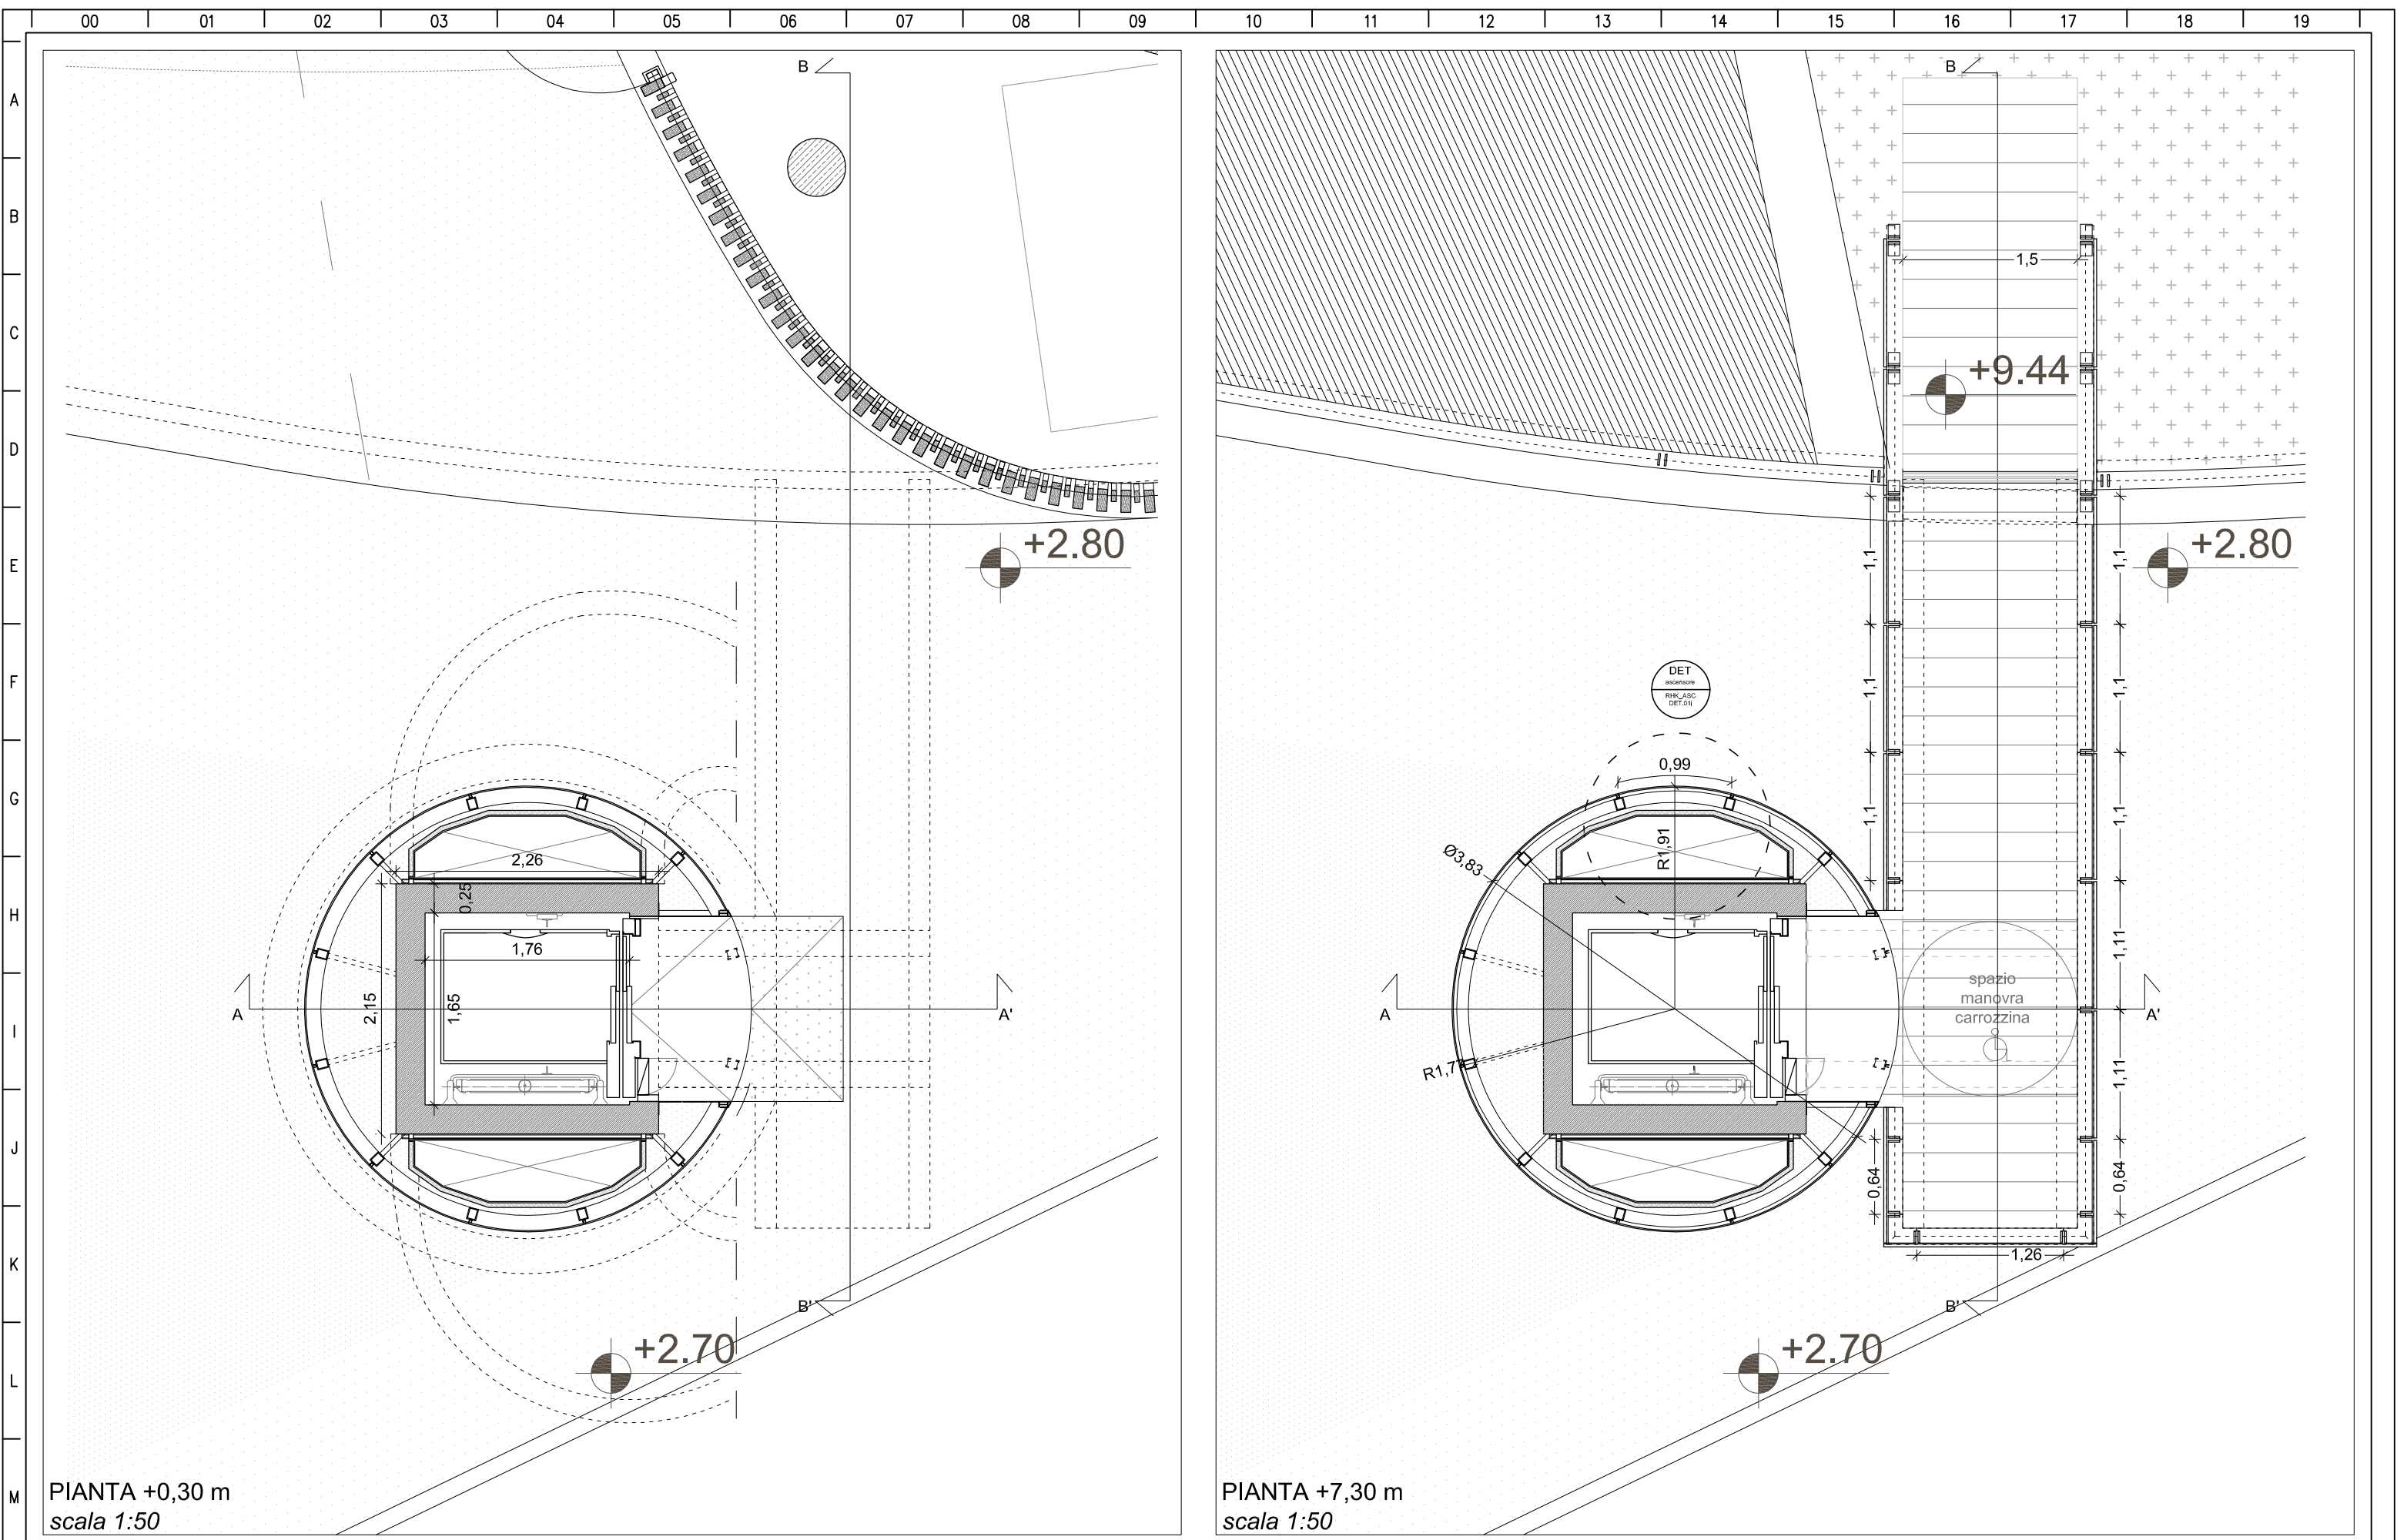 00 01 02 03 04 05 06 07 08 09 10 11 12 13 14 15 16 17 18 19
A
B
C
D
E
F
G
H
I
J
K
L
M
B
+2.80
2,26
0,25
1,76
2,15
1,65
A
A'
B'
+2.70
PIANTA +0,30 m
scala 1:50
B
1,5
+9.44
+2.80
1,1
1,1
1,1
1,1
1,1
1,1
DET
ascensore
RHK_ASC
0,99
R1,91
Ø3,83
R1,7
1,11
spazio
manovra
carrozzina
A
A'
1,11
0,64
0,64
1,26
B'
+2.70
PIANTA +7,30 m
scala 1:50